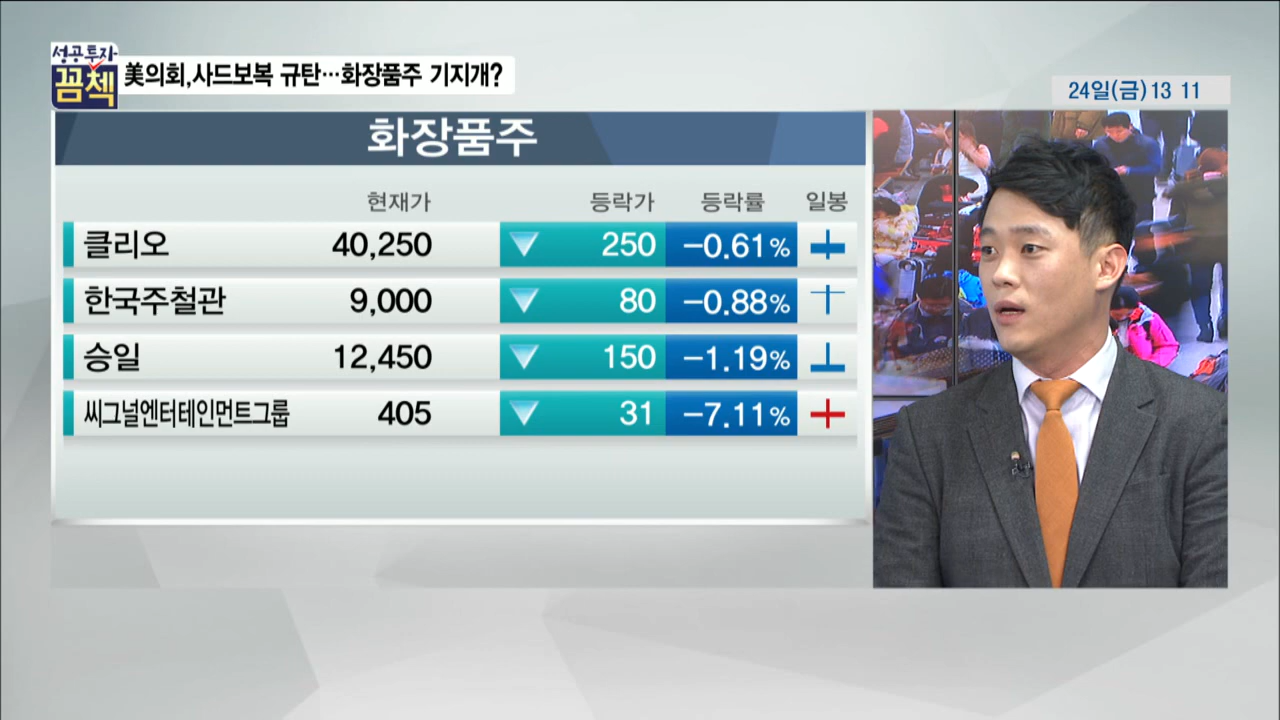 성공투자
꼼첵
美의회,사드보복 규탄…화장품주 기지개?
24일(금) 13 11
화장품주
현재가 등락가 등락률 일봉
클리오 40,250 ▼ 250 -0.61%
한국주철관 9,000 ▼ 80 -0.88%
승일 12,450 ▼ 150 -1.19%
씨그널엔터테인먼트그룹 405 ▼ 31 -7.11%